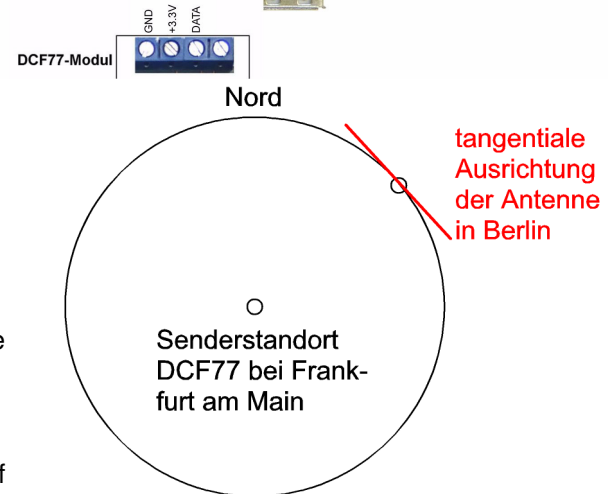 GND
+3.3V
DATA
DCF77-Modul
Nord
tangentiale
Ausrichtung
der Antenne
in Berlin
e
Senderstandort
DCF77 bei Frank-
furt am Main
f